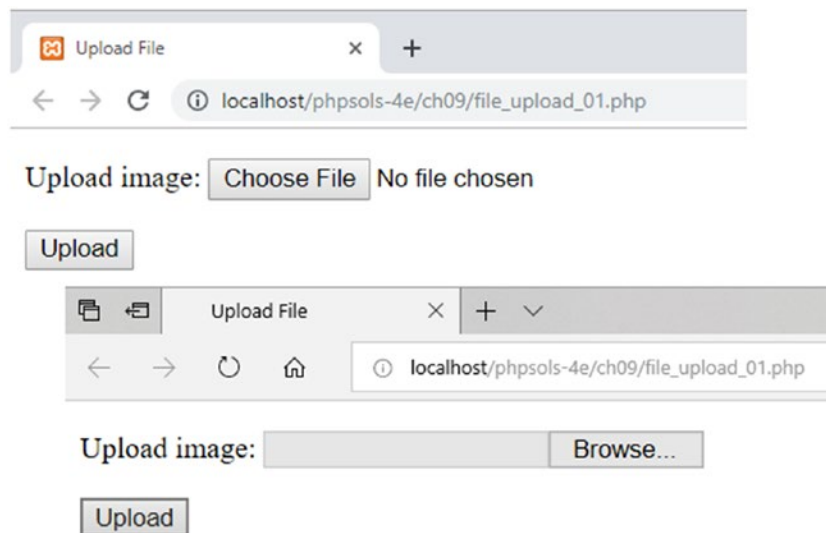 Upload File
localhost/phpsols-4e/ch09/file_upload_01.php
Upload image: Choose File No file chosen
Upload
Upload File
localhost/phpsols-4e/ch09/file_upload_01.php
Upload image: Browse...
Upload